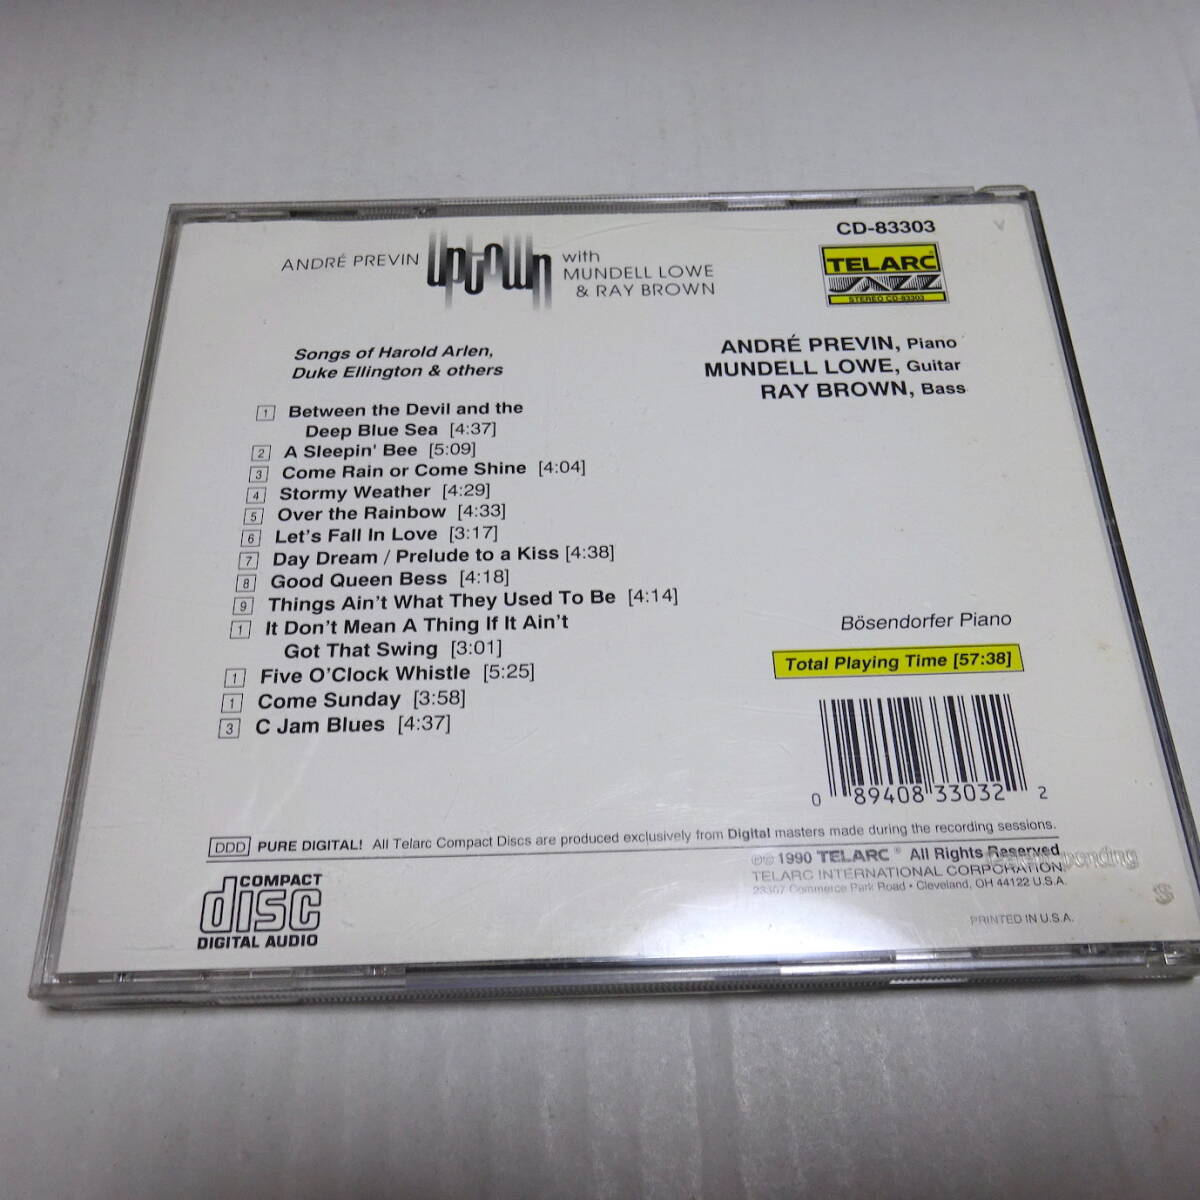 ANDRÉ PREVIN uptown with
MUNDELL LOWE
& RAY BROWN
CD-83303
TELARC
JAZZ
STEREO CD-83303
Songs of Harold Arlen,
Duke Ellington & others
ANDRÉ PREVIN, Piano
MUNDELL LOWE, Guitar
RAY BROWN, Bass
1 Between the Devil and the
Deep Blue Sea [4:37]
2 A Sleepin' Bee [5:09]
3 Come Rain or Come Shine [4:04]
4 Stormy Weather [4:29]
5 Over the Rainbow [4:33]
6 Let's Fall In Love [3:17]
7 Day Dream / Prelude to a Kiss [4:38]
8 Good Queen Bess [4:18]
9 Things Ain't What They Used To Be [4:14]
1 It Don't Mean A Thing If It Ain't
Got That Swing [3:01]
1 Five O'Clock Whistle [5:25]
1 Come Sunday [3:58]
3 C Jam Blues [4:37]
Bösendorfer Piano
Total Playing Time [57:38]
0 89408 33032 2
DDD PURE DIGITAL! All Telarc Compact Discs are produced exclusively from Digital masters made during the recording sessions.
℗© 1990 TELARC® All Rights Reserved
TELARC INTERNATIONAL CORPORATION.
23307 Commerce Park Road • Cleveland, OH 44122 U.S.A.
pending
COMPACT
disc
DIGITAL AUDIO
PRINTED IN U.S.A.